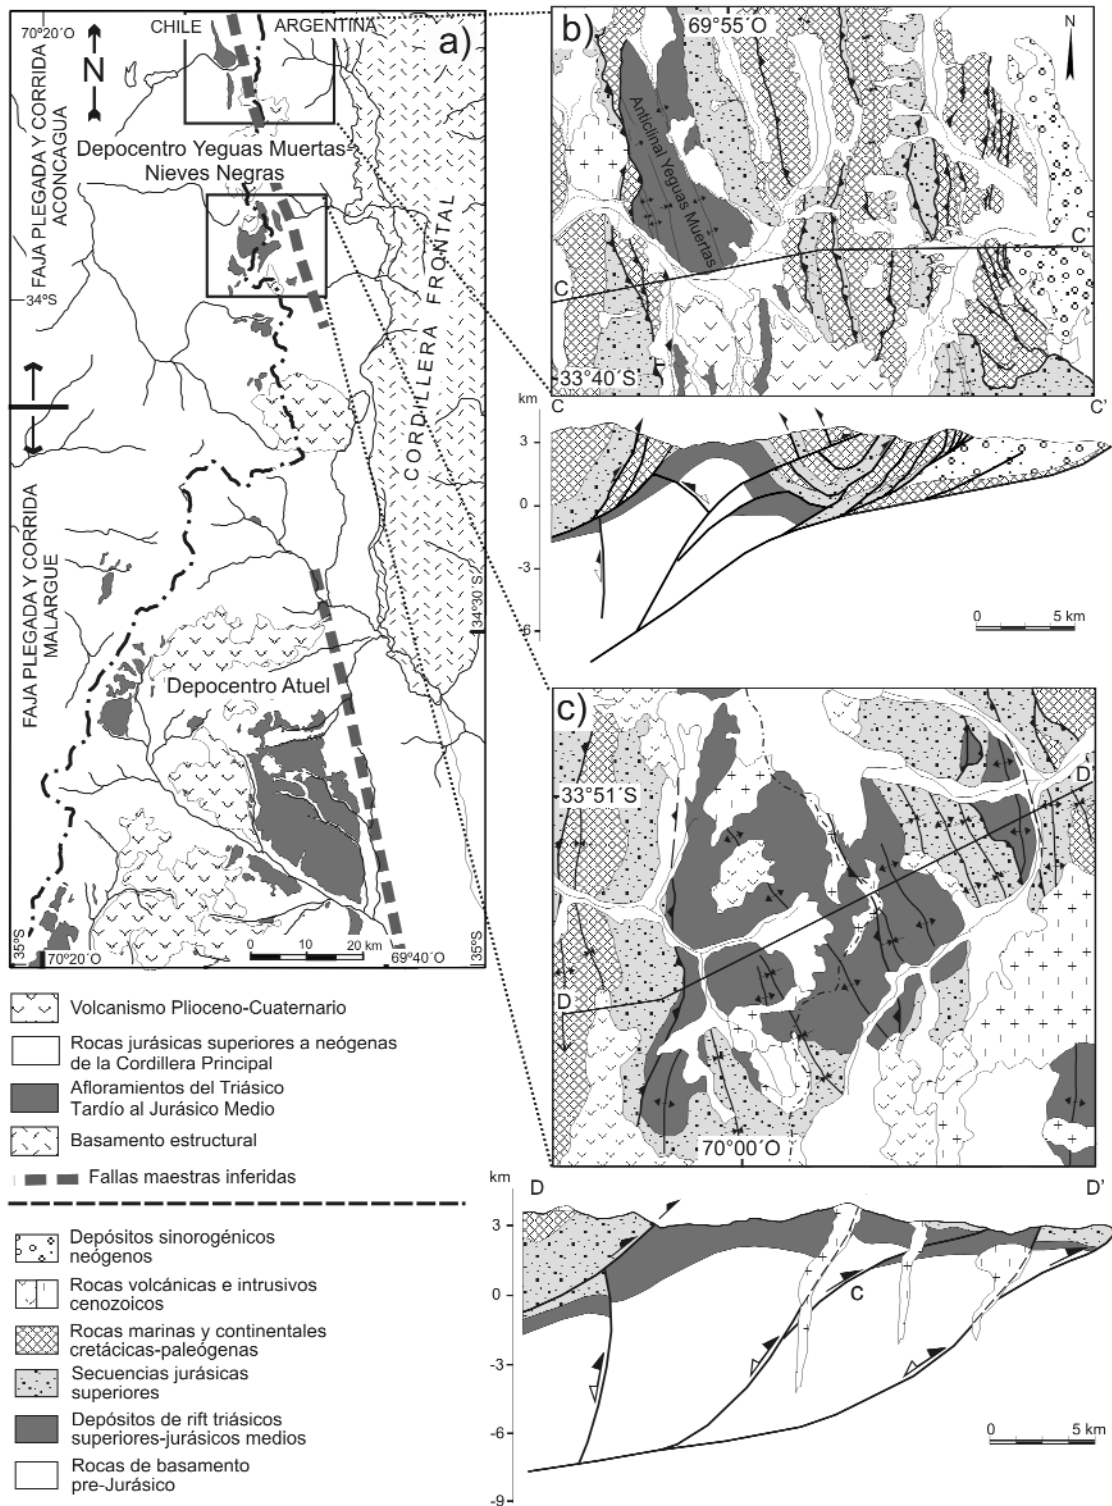 a)
70°20´O
CHILE
ARGENTINA
N
FAJA PLEGADA Y CORRIDA
ACONCAGUA
Depocentro Yeguas Muertas-
Nieves Negras
34°S
CORDILLERA FRONTAL
FAJA PLEGADA Y CORRIDA
MALARGUE
34°30´S
Depocentro Atuel
0 10 20 km
35°S
70°20´O
69°40´O
35°S
b)
69°55´O
N
Anticlinal Yeguas Muertas
C
C'
33°40´S
km
C
C'
3
0
-3
-6
0 5 km
c)
33°51´S
D
D'
70°00´O
km
D
D'
3
0
C
-3
-6
-9
0 5 km
Volcanismo Plioceno-Cuaternario
Rocas jurásicas superiores a neógenas
de la Cordillera Principal
Afloramientos del Triásico
Tardío al Jurásico Medio
Basamento estructural
Fallas maestras inferidas
Depósitos sinorogénicos
neógenos
Rocas volcánicas e intrusivos
cenozoicos
Rocas marinas y continentales
cretácicas-paleógenas
Secuencias jurásicas
superiores
Depósitos de rift triásicos
superiores-jurásicos medios
Rocas de basamento
pre-Jurásico